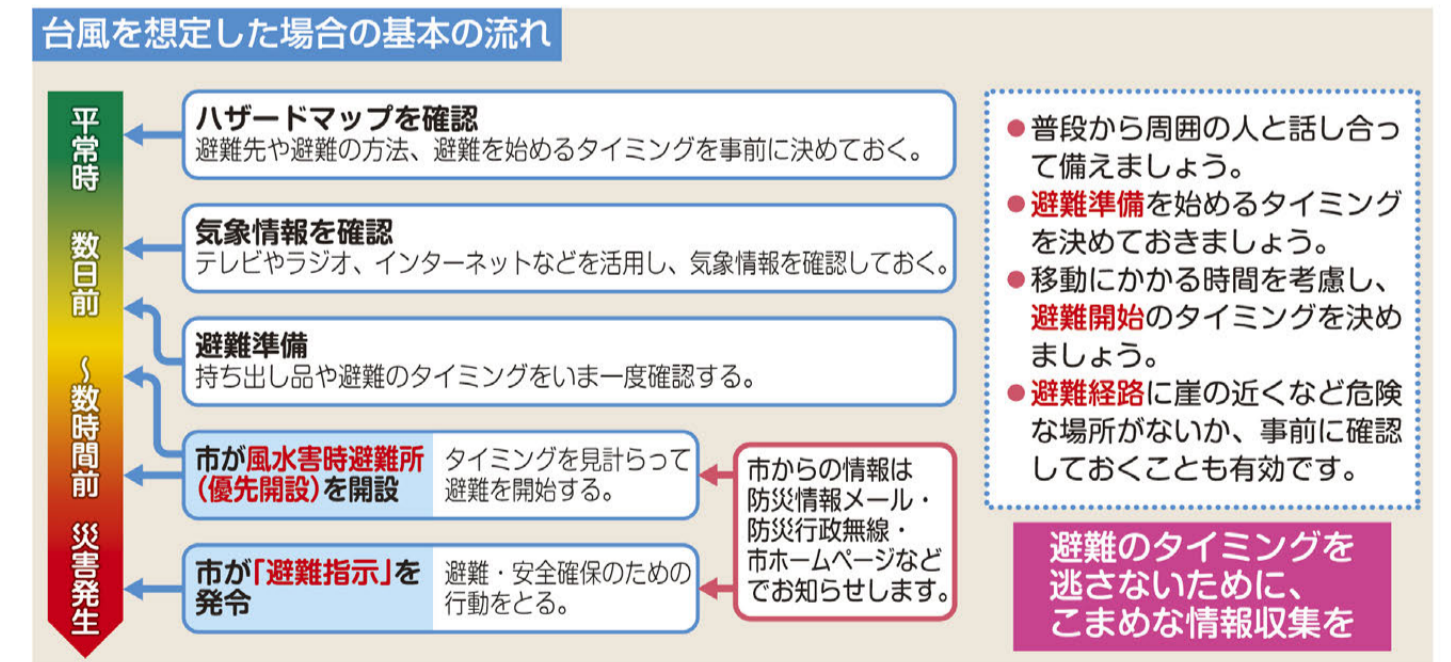 台風を想定した場合の基本の流れ
平常時
数日前
～数時間前
災害発生
ハザードマップを確認
避難先や避難の方法、避難を始めるタイミングを事前に決めておく。
気象情報を確認
テレビやラジオ、インターネットなどを活用し、気象情報を確認しておく。
避難準備
持ち出し品や避難のタイミングをいま一度確認する。
市が風水害時避難所
（優先開設）を開設
タイミングを見計らって
避難を開始する。
市が「避難指示」を
発令
避難・安全確保のための
行動をとる。
市からの情報は
防災情報メール・
防災行政無線・
市ホームページなど
でお知らせします。
●普段から周囲の人と話し合っ
て備えましょう。
●避難準備を始めるタイミング
を決めておきましょう。
●移動にかかる時間を考慮し、
避難開始のタイミングを決め
ましょう。
●避難経路に崖の近くなど危険
な場所がないか、事前に確認
しておくことも有効です。
避難のタイミングを
逃さないために、
こまめな情報収集を